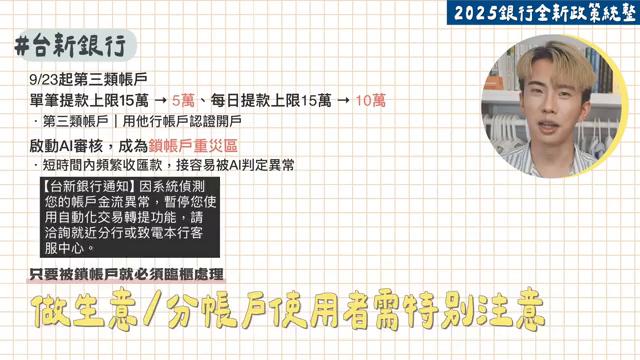 2025銀行全新政策統整
#台新銀行
9/23起第三類帳戶
單筆提款上限15萬 → 5萬、每日提款上限15萬 → 10萬
· 第三類帳戶｜用他行帳戶認證開戶
啟動AI審核，成為鎖帳戶重災區
· 短時間內頻繁收匯款，接容易被AI判定異常
【台新銀行通知】因系統偵測
您的帳戶金流異常，暫停您使
用自動化交易轉提功能，請
洽詢就近分行或致電本行客
服中心。
只要被鎖帳戶就必須臨櫃處理
做生意/分帳戶使用者需特別注意